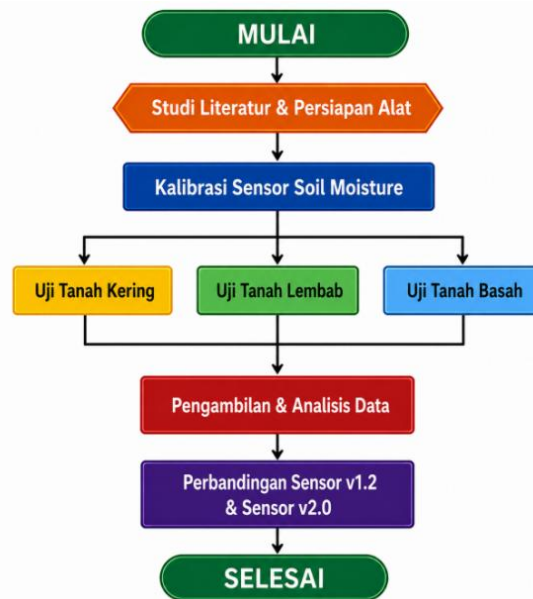 MULAI
Studi Literatur & Persiapan Alat
Kalibrasi Sensor Soil Moisture
Uji Tanah Kering
Uji Tanah Lembab
Uji Tanah Basah
Pengambilan & Analisis Data
Perbandingan Sensor v1.2
& Sensor v2.0
SELESAI